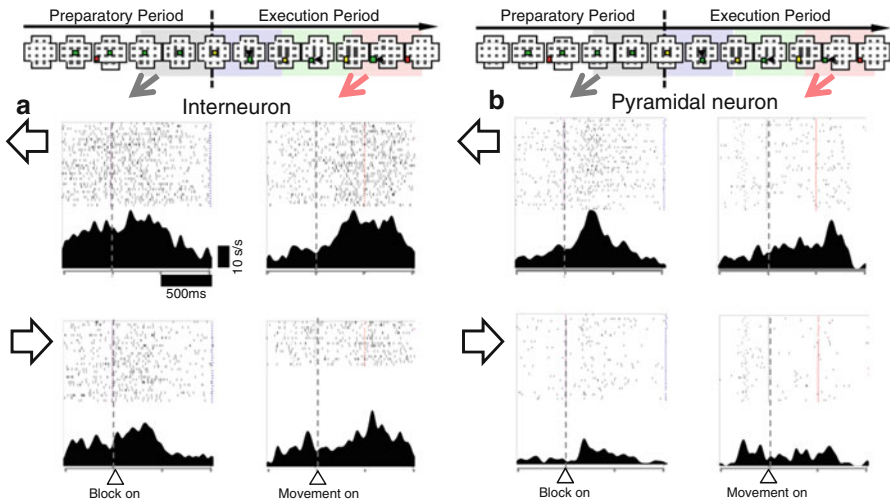 Preparatory Period Execution Period
Preparatory Period Execution Period
a Interneuron
b Pyramidal neuron
10 s/s
500ms
Block on Movement on
Block on Movement on